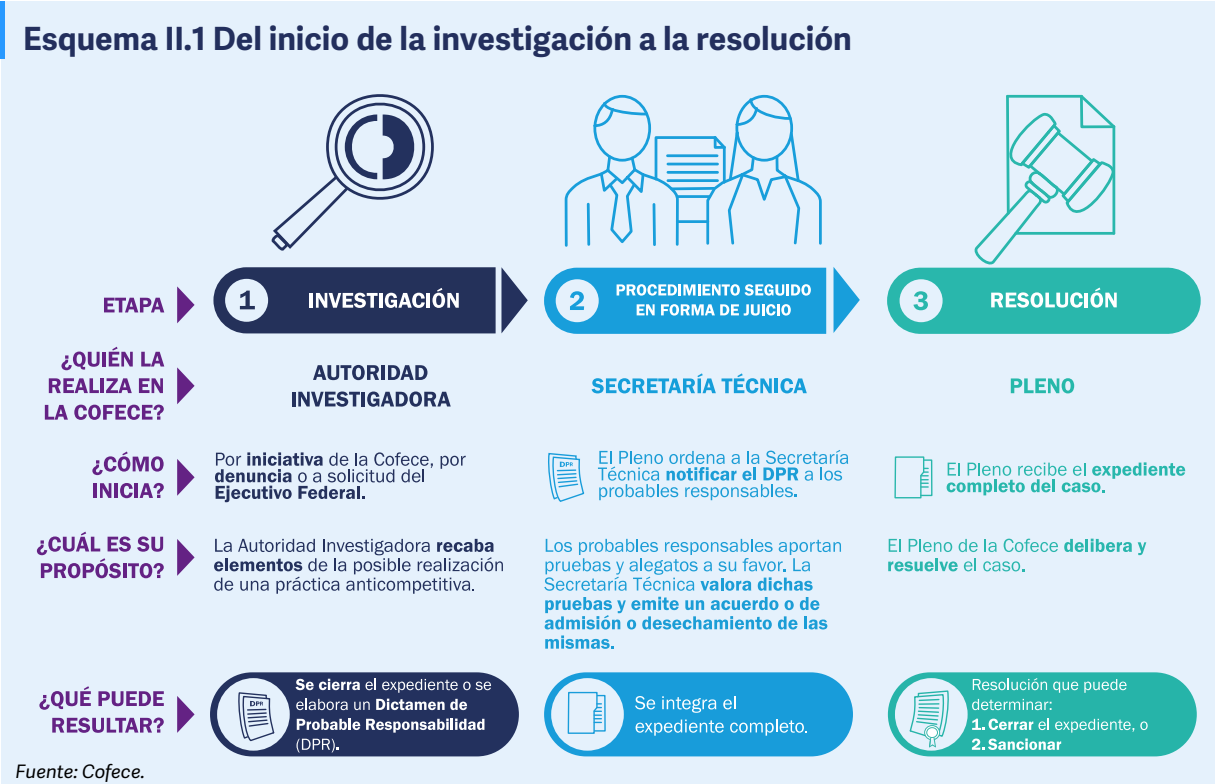 Esquema II.1 Del inicio de la investigación a la resolución
ETAPA
1
INVESTIGACIÓN
2
PROCEDIMIENTO SEGUIDO
EN FORMA DE JUICIO
3
RESOLUCIÓN
¿QUIÉN LA
REALIZA EN
LA COFECE?
AUTORIDAD
INVESTIGADORA
SECRETARÍA TÉCNICA
PLENO
¿CÓMO
INICIA?
Por iniciativa de la Cofece, por
denuncia o a solicitud del
Ejecutivo Federal.
DPR
El Pleno ordena a la Secretaría
Técnica notificar el DPR a los
probables responsables.
El Pleno recibe el expediente
completo del caso.
¿CUÁL ES SU
PROPÓSITO?
La Autoridad Investigadora recaba
elementos de la posible realización
de una práctica anticompetitiva.
Los probables responsables aportan
pruebas y alegatos a su favor. La
Secretaría Técnica valora dichas
pruebas y emite un acuerdo o de
admisión o desechamiento de las
mismas.
El Pleno de la Cofece delibera y
resuelve el caso.
¿QUÉ PUEDE
RESULTAR?
DPR
Se cierra el expediente o se
elabora un Dictamen de
Probable Responsabilidad
(DPR).
Se integra el
expediente completo.
Resolución que puede
determinar:
1. Cerrar el expediente, o
2. Sancionar
Fuente: Cofece.